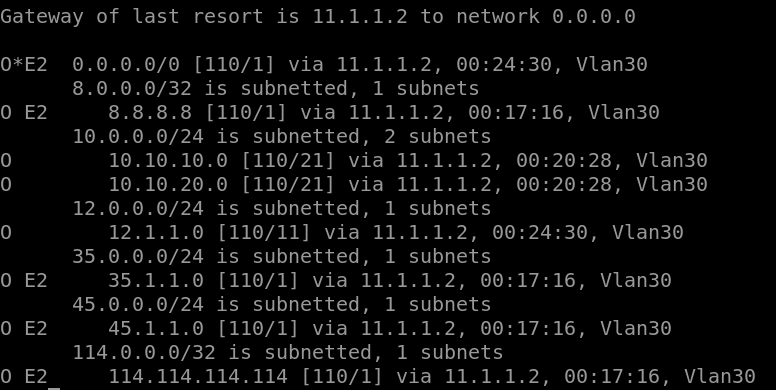 Gateway of last resort is 11.1.1.2 to network 0.0.0.0

O*E2  0.0.0.0/0 [110/1] via 11.1.1.2, 00:24:30, Vlan30
      8.0.0.0/32 is subnetted, 1 subnets
O E2     8.8.8.8 [110/1] via 11.1.1.2, 00:17:16, Vlan30
      10.0.0.0/24 is subnetted, 2 subnets
O        10.10.10.0 [110/21] via 11.1.1.2, 00:20:28, Vlan30
O        10.10.20.0 [110/21] via 11.1.1.2, 00:20:28, Vlan30
      12.0.0.0/24 is subnetted, 1 subnets
O        12.1.1.0 [110/11] via 11.1.1.2, 00:24:30, Vlan30
      35.0.0.0/24 is subnetted, 1 subnets
O E2     35.1.1.0 [110/1] via 11.1.1.2, 00:17:16, Vlan30
      45.0.0.0/24 is subnetted, 1 subnets
O E2     45.1.1.0 [110/1] via 11.1.1.2, 00:17:16, Vlan30
      114.0.0.0/32 is subnetted, 1 subnets
O E2     114.114.114.114 [110/1] via 11.1.1.2, 00:17:16, Vlan30